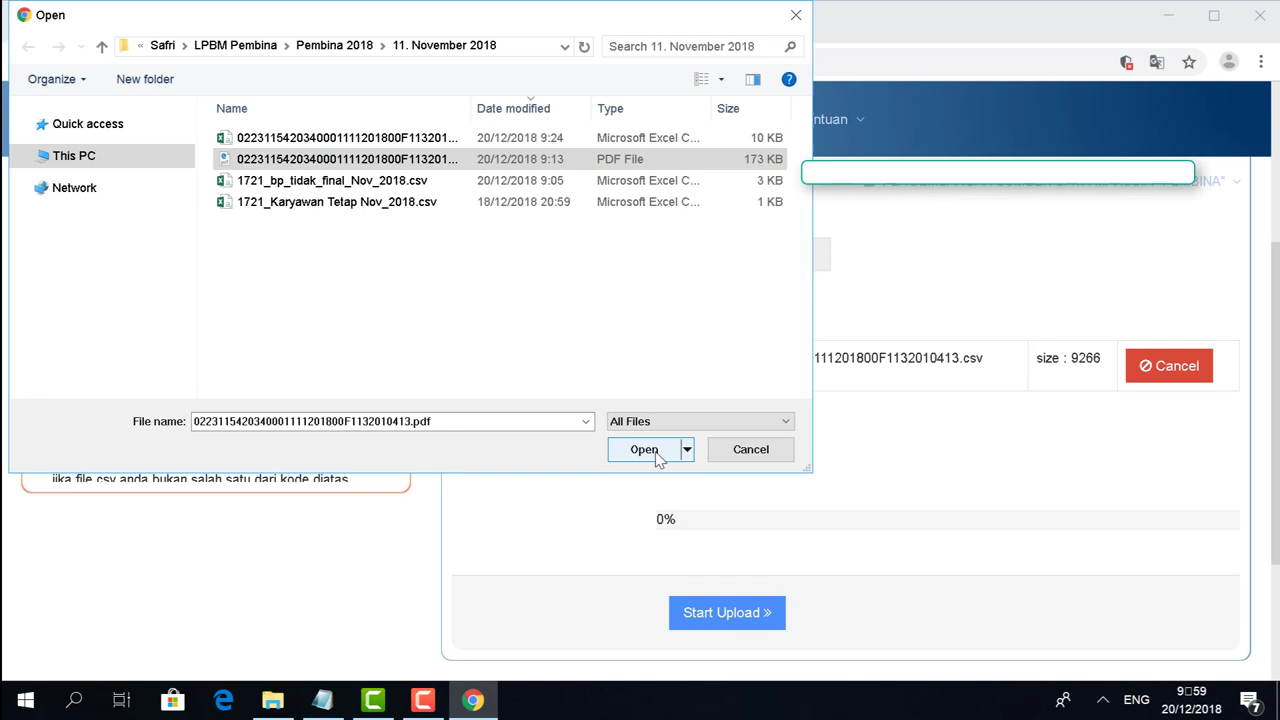 Open
« Safri LPBM Pembina Pembina 2018 11. November 2018
Search 11. November 2018
Organize New folder
Quick access
This PC
Network
Name Date modified Type Size
0223115420340001111201800F113201... 20/12/2018 9:24 Microsoft Excel C... 10 KB
0223115420340001111201800F113201... 20/12/2018 9:13 PDF File 173 KB
1721_bp_tidak_final_Nov_2018.csv 20/12/2018 9:05 Microsoft Excel C... 3 KB
1721_Karyawan Tetap Nov_2018.csv 18/12/2018 20:59 Microsoft Excel C... 1 KB
File name: 0223115420340001111201800F1132010413.pdf All Files
Open Cancel
ntuan
111201800F1132010413.csv size : 9266 Cancel
jika file csv anda bukan salah satu dari kode diatas
0%
Start Upload »
ENG
9:59
20/12/2018
7